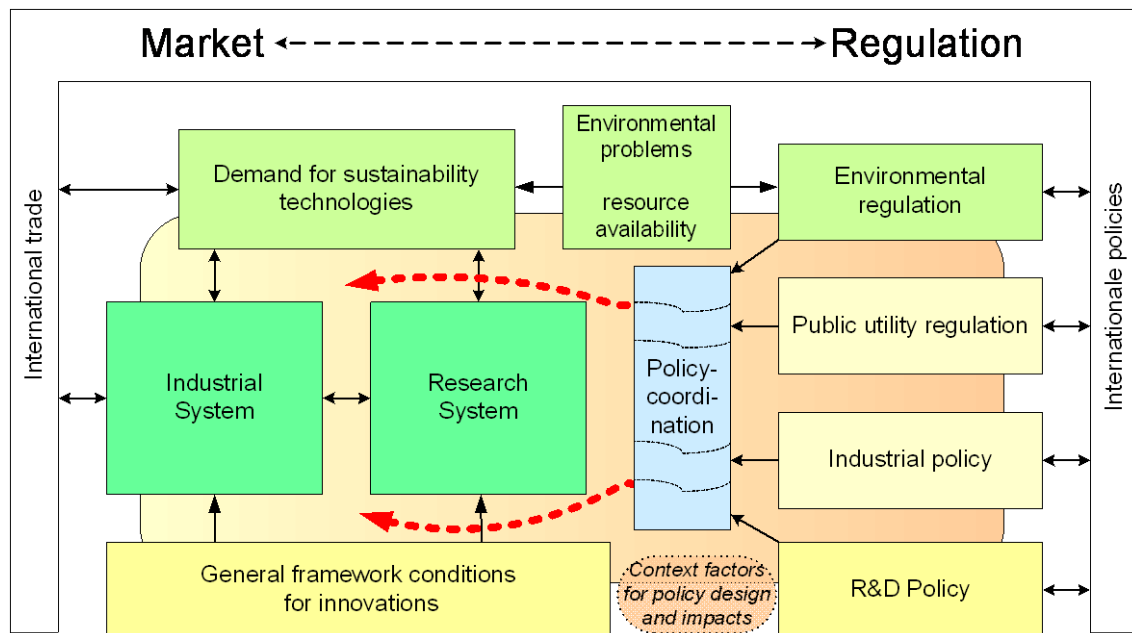 Market
Regulation
International trade
Demand for sustainability
technologies
Environmental
problems
resource
availability
Environmental
regulation
Internationale policies
Public utility regulation
Industrial
System
Research
System
Policy-
coordi-
nation
Industrial policy
General framework conditions
for innovations
Context factors
for policy design
and impacts
R&D Policy